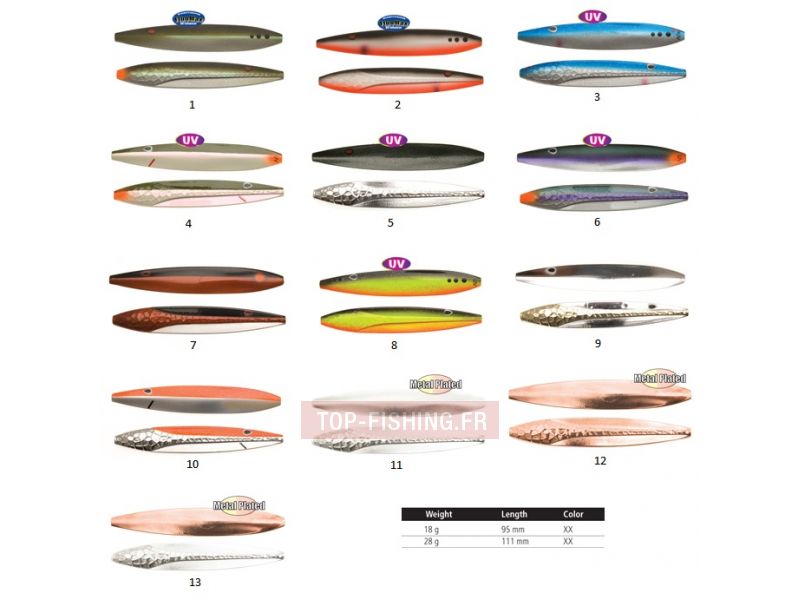 UV
1
2
3
UV
UV
UV
4
5
6
UV
7
8
9
Metal Plated
Metal Plated
TOP-FISHING.FR
10
11
12
Metal Plated
13
Weight Length Color
18 g 95 mm XX
28 g 111 mm XX